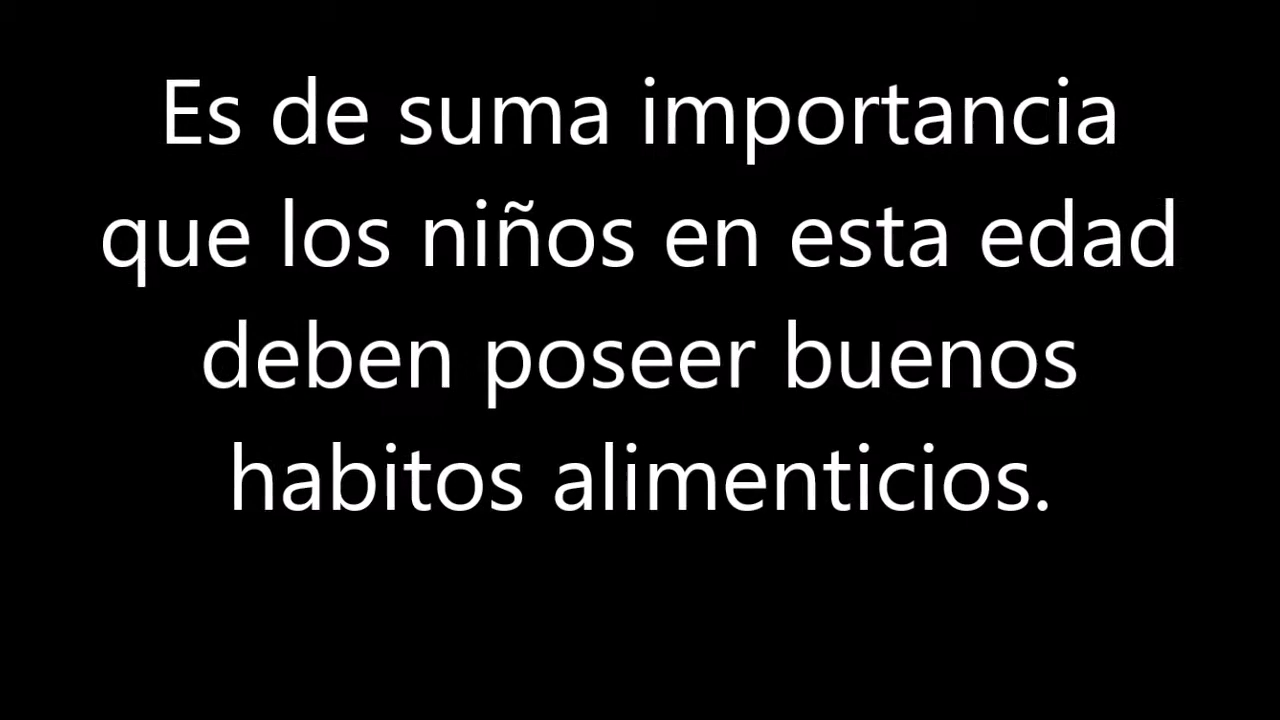 Es de suma importancia
que los niños en esta edad
deben poseer buenos
habitos alimenticios.